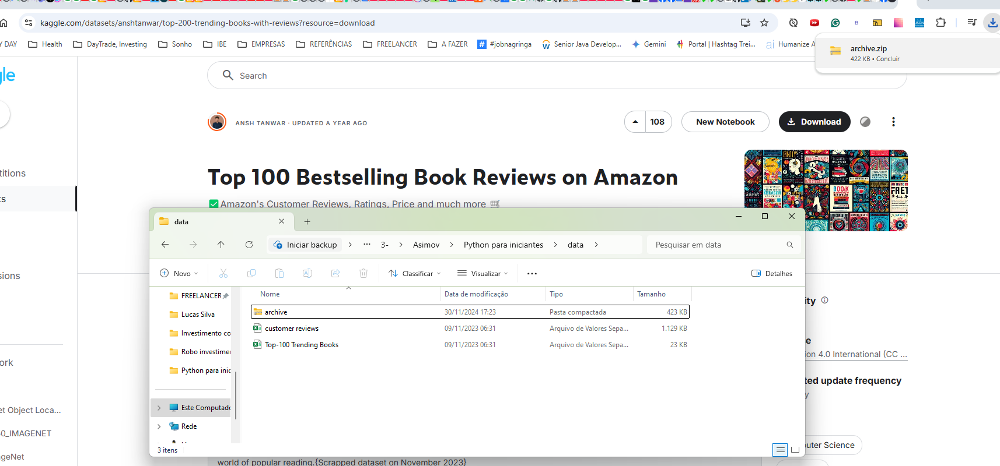 kaggle.com/datasets/anshtanwar/top-200-trending-books-with-reviews?resource=download
Y DAY
Health
DayTrade, Investing
Sonho
IBE
EMPRESAS
REFERÊNCIAS
FREELANCER
A FAZER
#jobnagringa
Senior Java Develop...
Gemini
Portal | Hashtag Trei...
Humanize A
archive.zip
422 KB • Concluir
gle
Search
ANSH TANWAR · UPDATED A YEAR AGO
108
New Notebook
Download
Top 100 Bestselling Book Reviews on Amazon
Amazon's Customer Reviews, Ratings, Price and much more
titions
ts
sions
ork
et Object Loca...
50_IMAGENET
ageNet
data
Iniciar backup
3-
Asimov
Python para iniciantes
data
Pesquisar em data
Novo
Classificar
Visualizar
Detalhes
FREELANCER
Lucas Silva
Investimento co
Robo investimen
Python para inic
Este Computado
Rede
Nome
Data de modificação
Tipo
Tamanho
archive
30/11/2024 17:23
Pasta compactada
423 KB
customer reviews
09/11/2023 06:31
Arquivo de Valores Sepa...
1.129 KB
Top-100 Trending Books
09/11/2023 06:31
Arquivo de Valores Sepa...
23 KB
3 itens
ity
e
ion 4.0 International (CC ...
ted update frequency
y
puter Science
world of popular reading.{Scrapped dataset on November 2023}